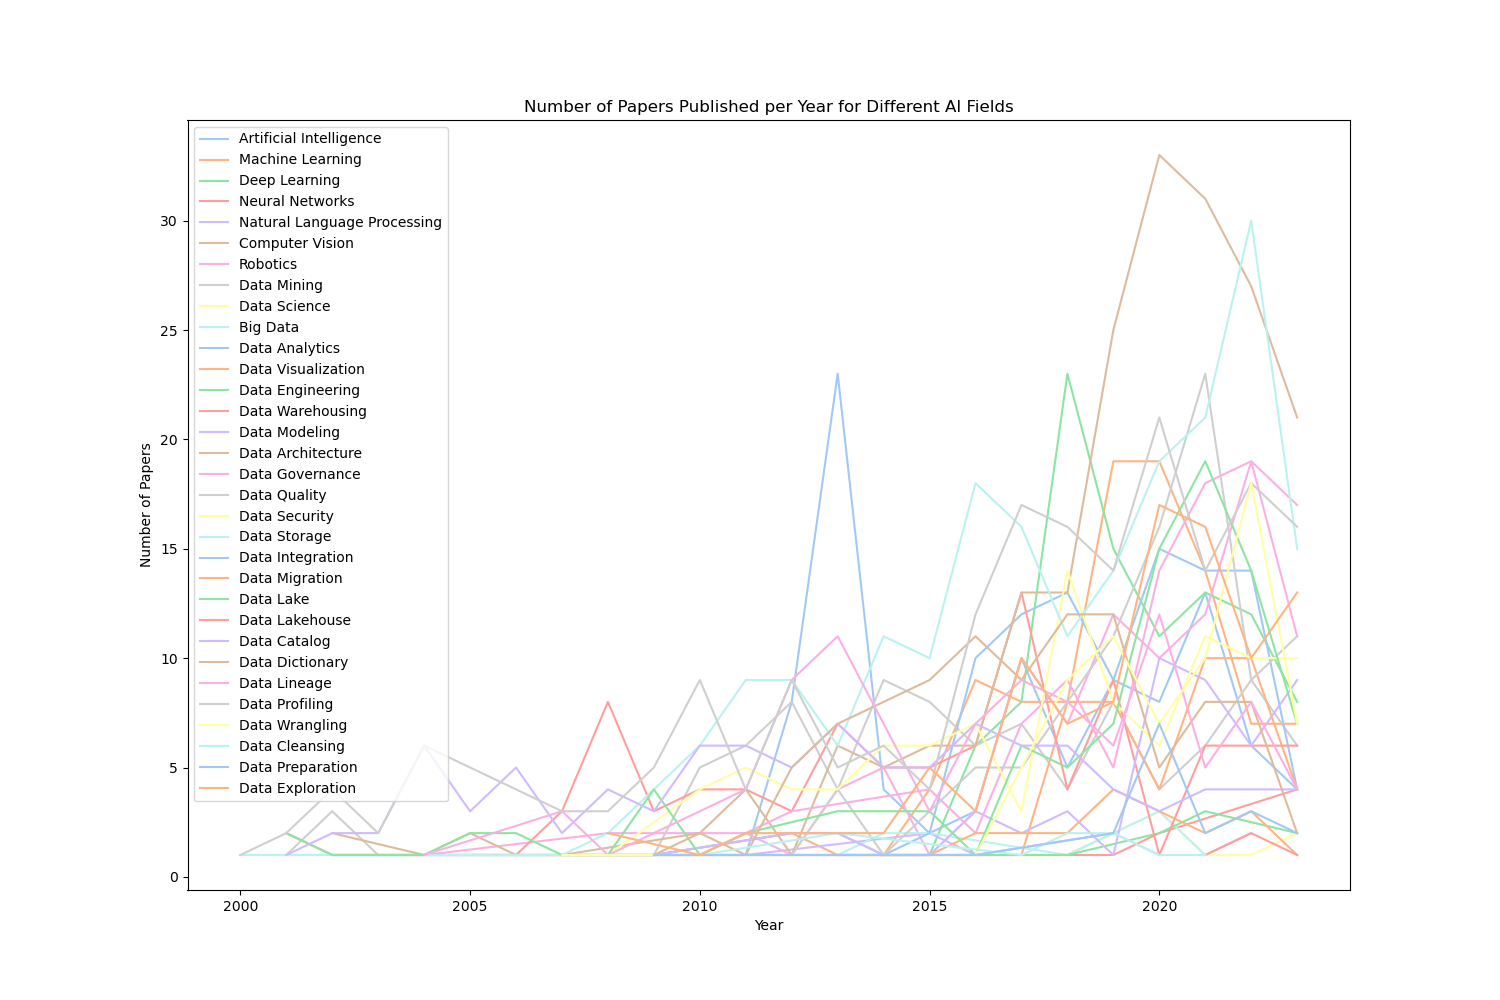 Number of Papers Published per Year for Different AI Fields
Artificial Intelligence
Machine Learning
Deep Learning
Neural Networks
Natural Language Processing
Computer Vision
Robotics
Data Mining
Data Science
Big Data
Data Analytics
Data Visualization
Data Engineering
Data Warehousing
Data Modeling
Data Architecture
Data Governance
Data Quality
Data Security
Data Storage
Data Integration
Data Migration
Data Lake
Data Lakehouse
Data Catalog
Data Dictionary
Data Lineage
Data Profiling
Data Wrangling
Data Cleansing
Data Preparation
Data Exploration
Number of Papers
30
25
20
15
10
5
0
2000 2005 2010 2015 2020
Year